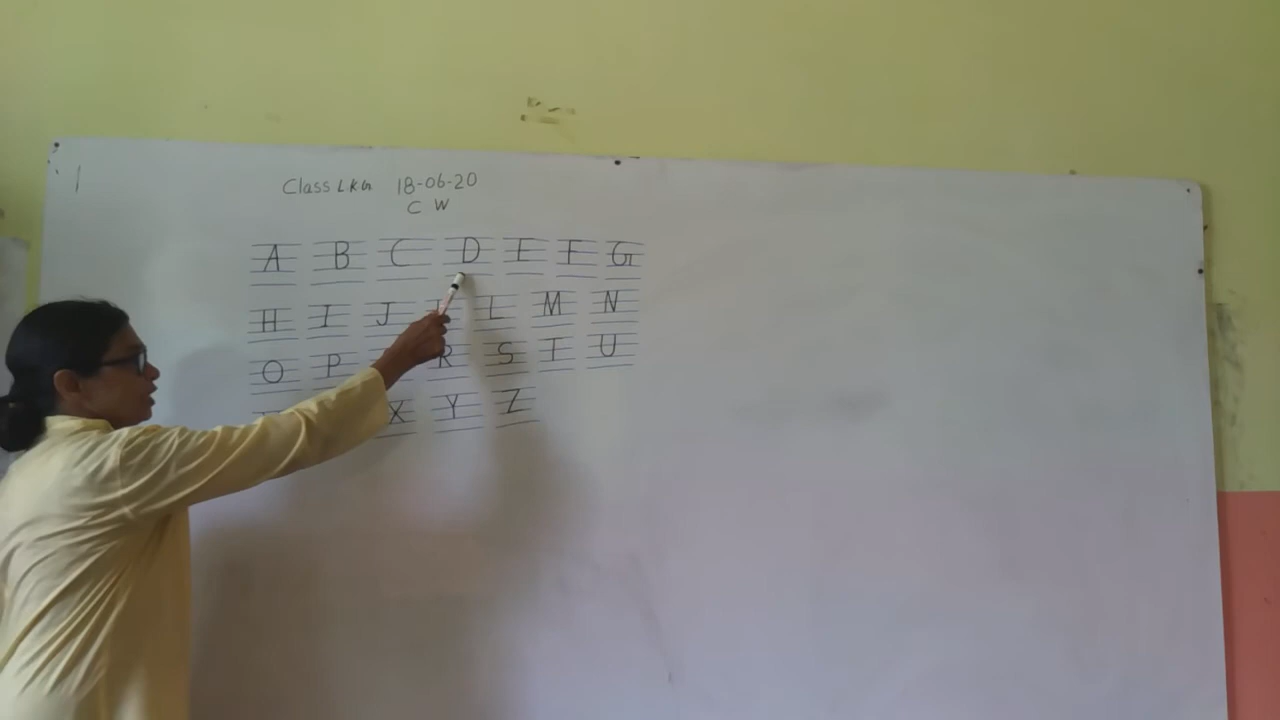 Class LKG 18-06-20
C W
A B C D E F G
H I J L M N
O P R S T U
X Y Z